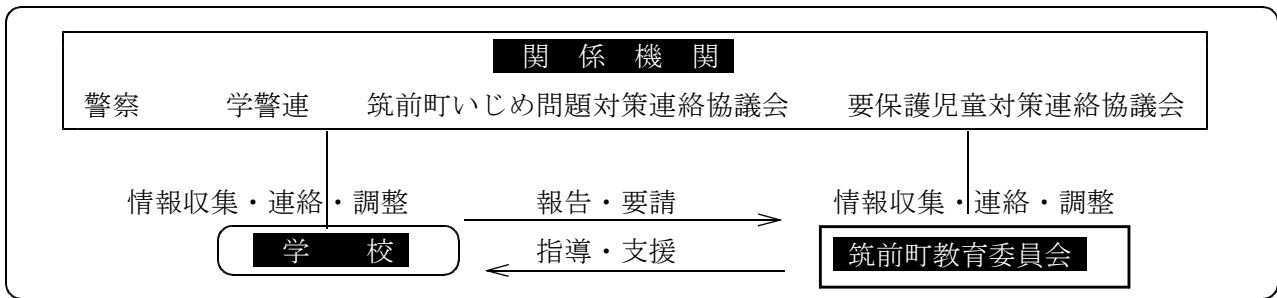 関　係　機　関
警察　学警連　筑前町いじめ問題対策連絡協議会　要保護児童対策連絡協議会
情報収集・連絡・調整　報告・要請　情報収集・連絡・調整
学　校　指導・支援　筑前町教育委員会